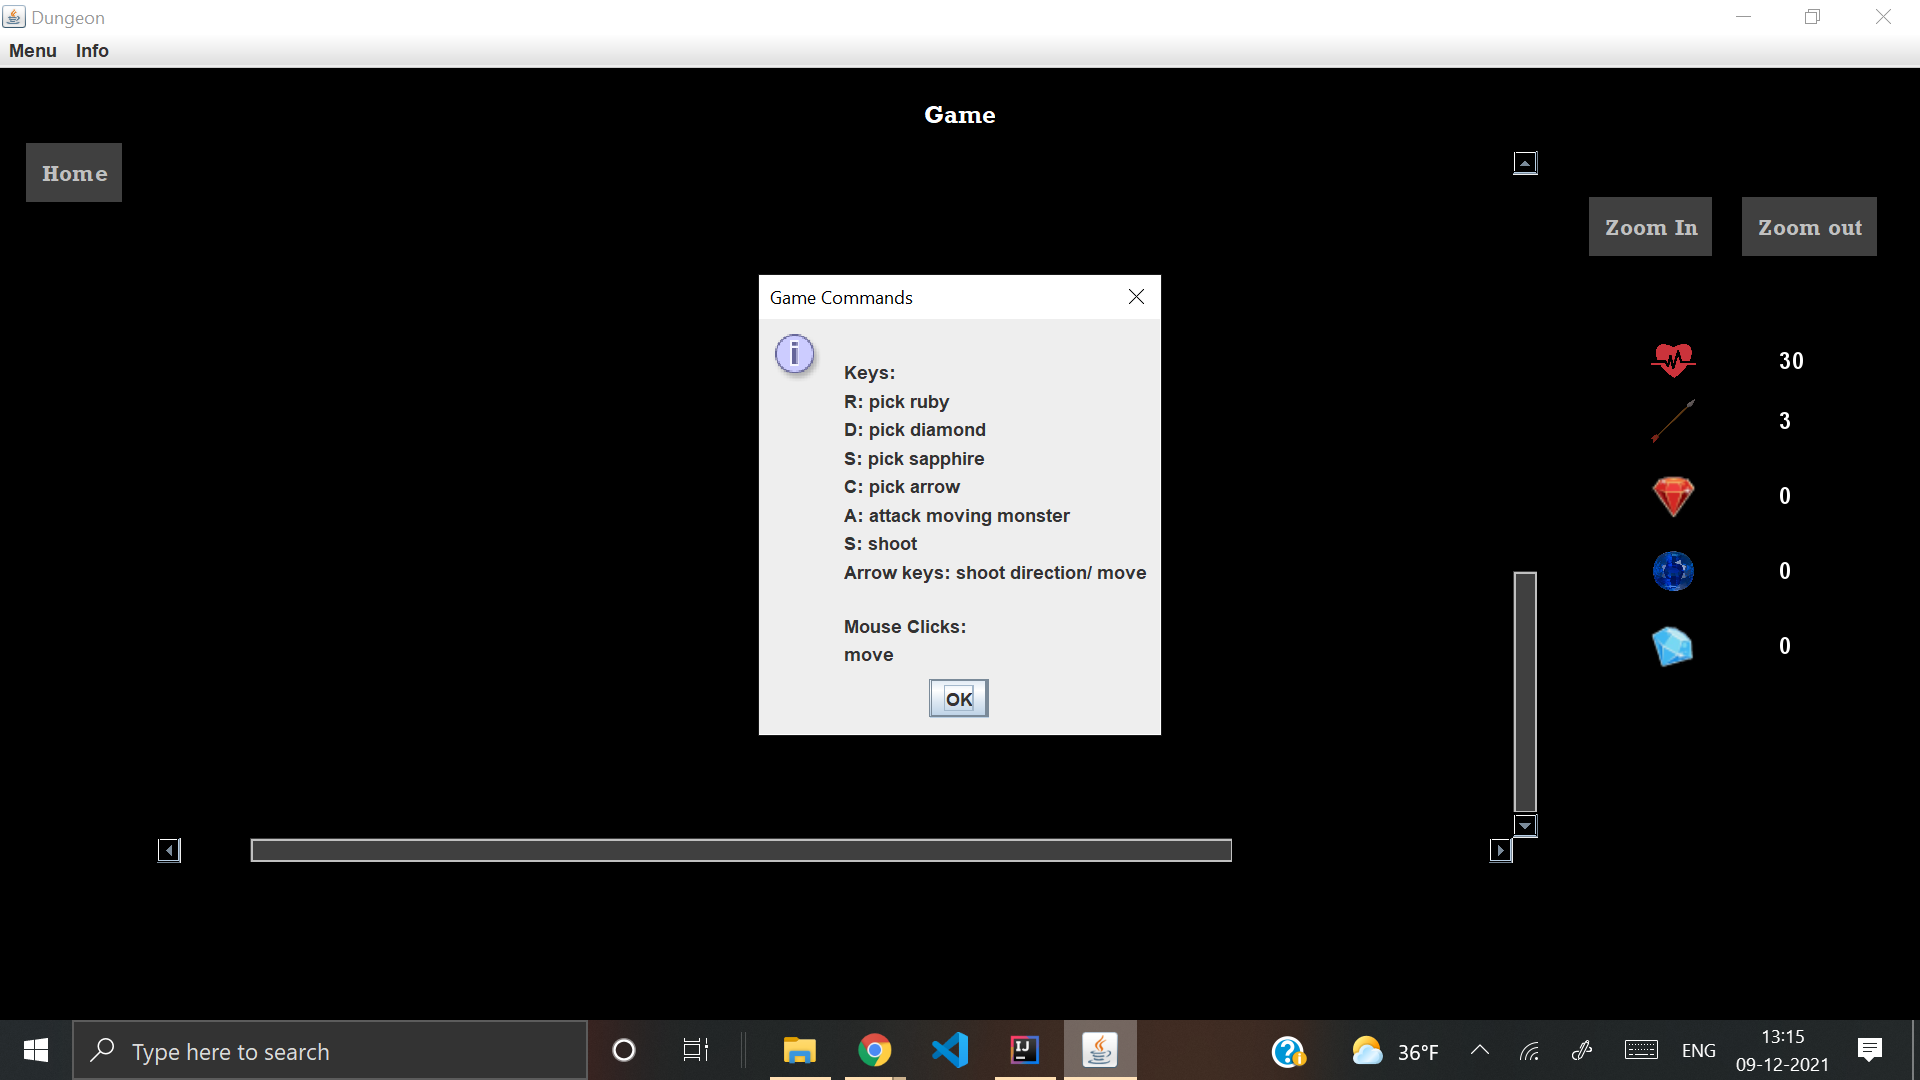 Dungeon
Menu Info
Game
Home
Zoom In Zoom out
Game Commands
i
Keys:
R: pick ruby
D: pick diamond
S: pick sapphire
C: pick arrow
A: attack moving monster
S: shoot
Arrow keys: shoot direction/ move
Mouse Clicks:
move
OK
30
3
0
0
0
Type here to search
IJ
36°F
ENG
13:15
09-12-2021